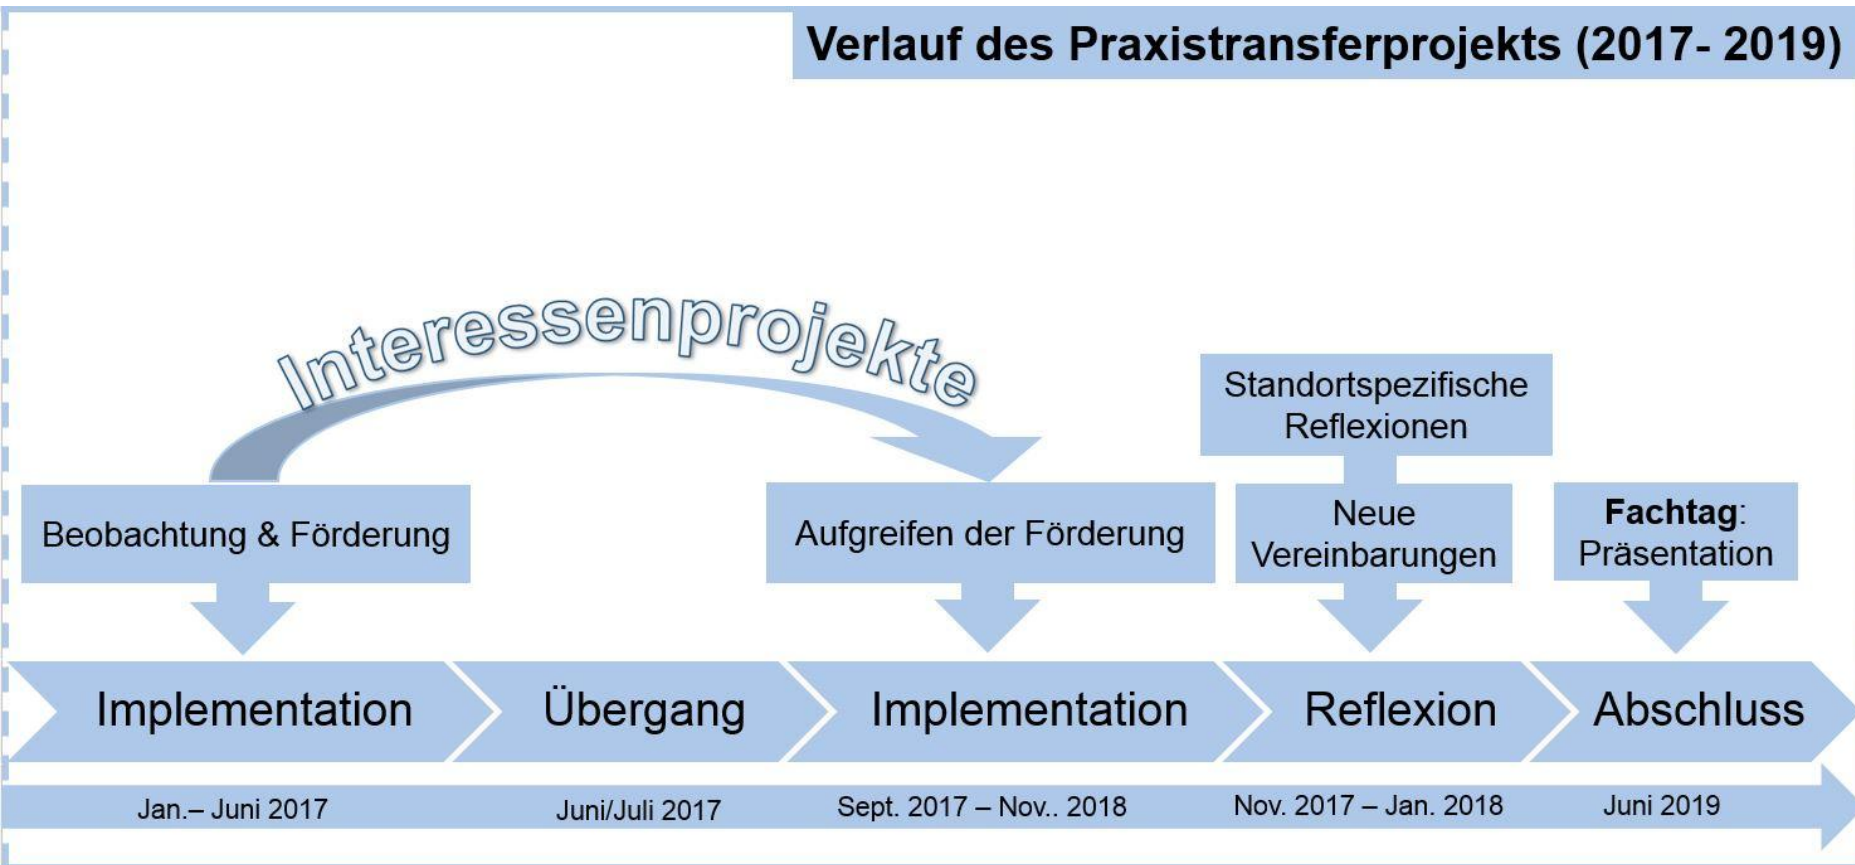 Verlauf des Praxistransferprojekts (2017- 2019)
Interessenprojekte
Standortspezifische
Reflexionen
Beobachtung & Förderung
Aufgreifen der Förderung
Neue
Vereinbarungen
Fachtag:
Präsentation
Implementation
Übergang
Implementation
Reflexion
Abschluss
Jan.– Juni 2017
Juni/Juli 2017
Sept. 2017 – Nov.. 2018
Nov. 2017 – Jan. 2018
Juni 2019